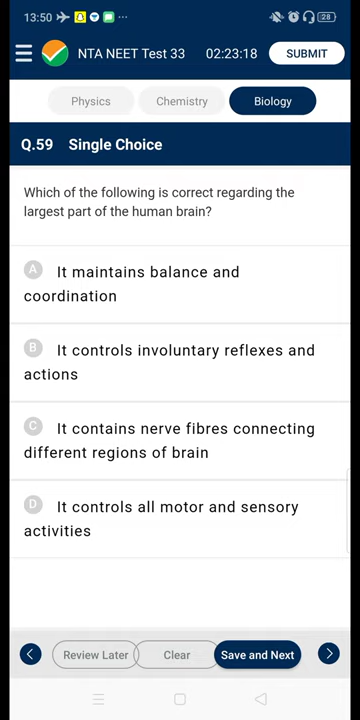 13:50
28
NTA NEET Test 33 02:23:18 SUBMIT
Physics Chemistry Biology
Q.59 Single Choice
Which of the following is correct regarding the
largest part of the human brain?
A It maintains balance and
coordination
B It controls involuntary reflexes and
actions
C It contains nerve fibres connecting
different regions of brain
D It controls all motor and sensory
activities
Review Later Clear Save and Next